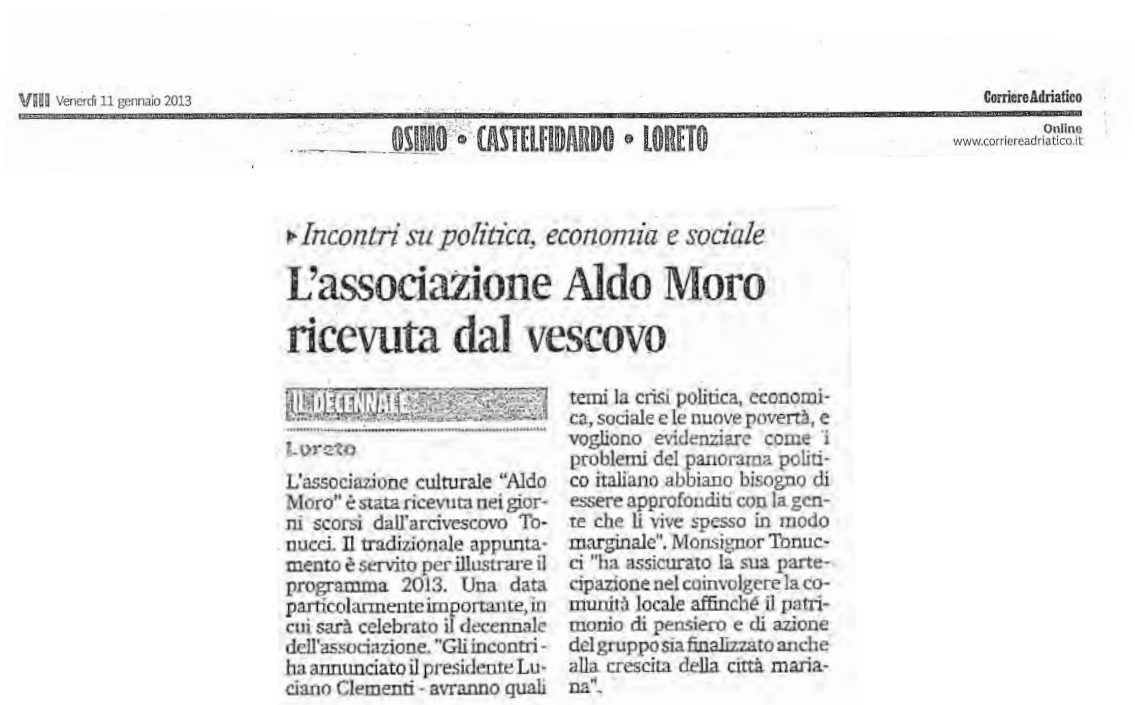 VIII Venerdì 11 gennaio 2013
Corriere Adriatico
OSIMO • CASTELFIDARDO • LORETO
Online
www.corriereadriatico.it
▸Incontri su politica, economia e sociale
L'associazione Aldo Moro
ricevuta dal vescovo
IL DECENNALE
Loreto
L'associazione culturale "Aldo
Moro" è stata ricevuta nei gior-
ni scorsi dall'arcivescovo To-
nucci. Il tradizionale appunta-
mento è servito per illustrare il
programma 2013. Una data
particolarmente importante, in
cui sarà celebrato il decennale
dell'associazione. "Gli incontri -
ha annunciato il presidente Lu-
ciano Clementi - avranno quali
temi la crisi politica, economi-
ca, sociale e le nuove povertà, e
vogliono evidenziare come i
problemi del panorama politi-
co italiano abbiano bisogno di
essere approfonditi con la gen-
te che li vive spesso in modo
marginale". Monsignor Tonuc-
ci "ha assicurato la sua parte-
cipazione nel coinvolgere la co-
munità locale affinché il patri-
monio di pensiero e di azione
del gruppo sia finalizzato anche
alla crescita della città maria-
na".